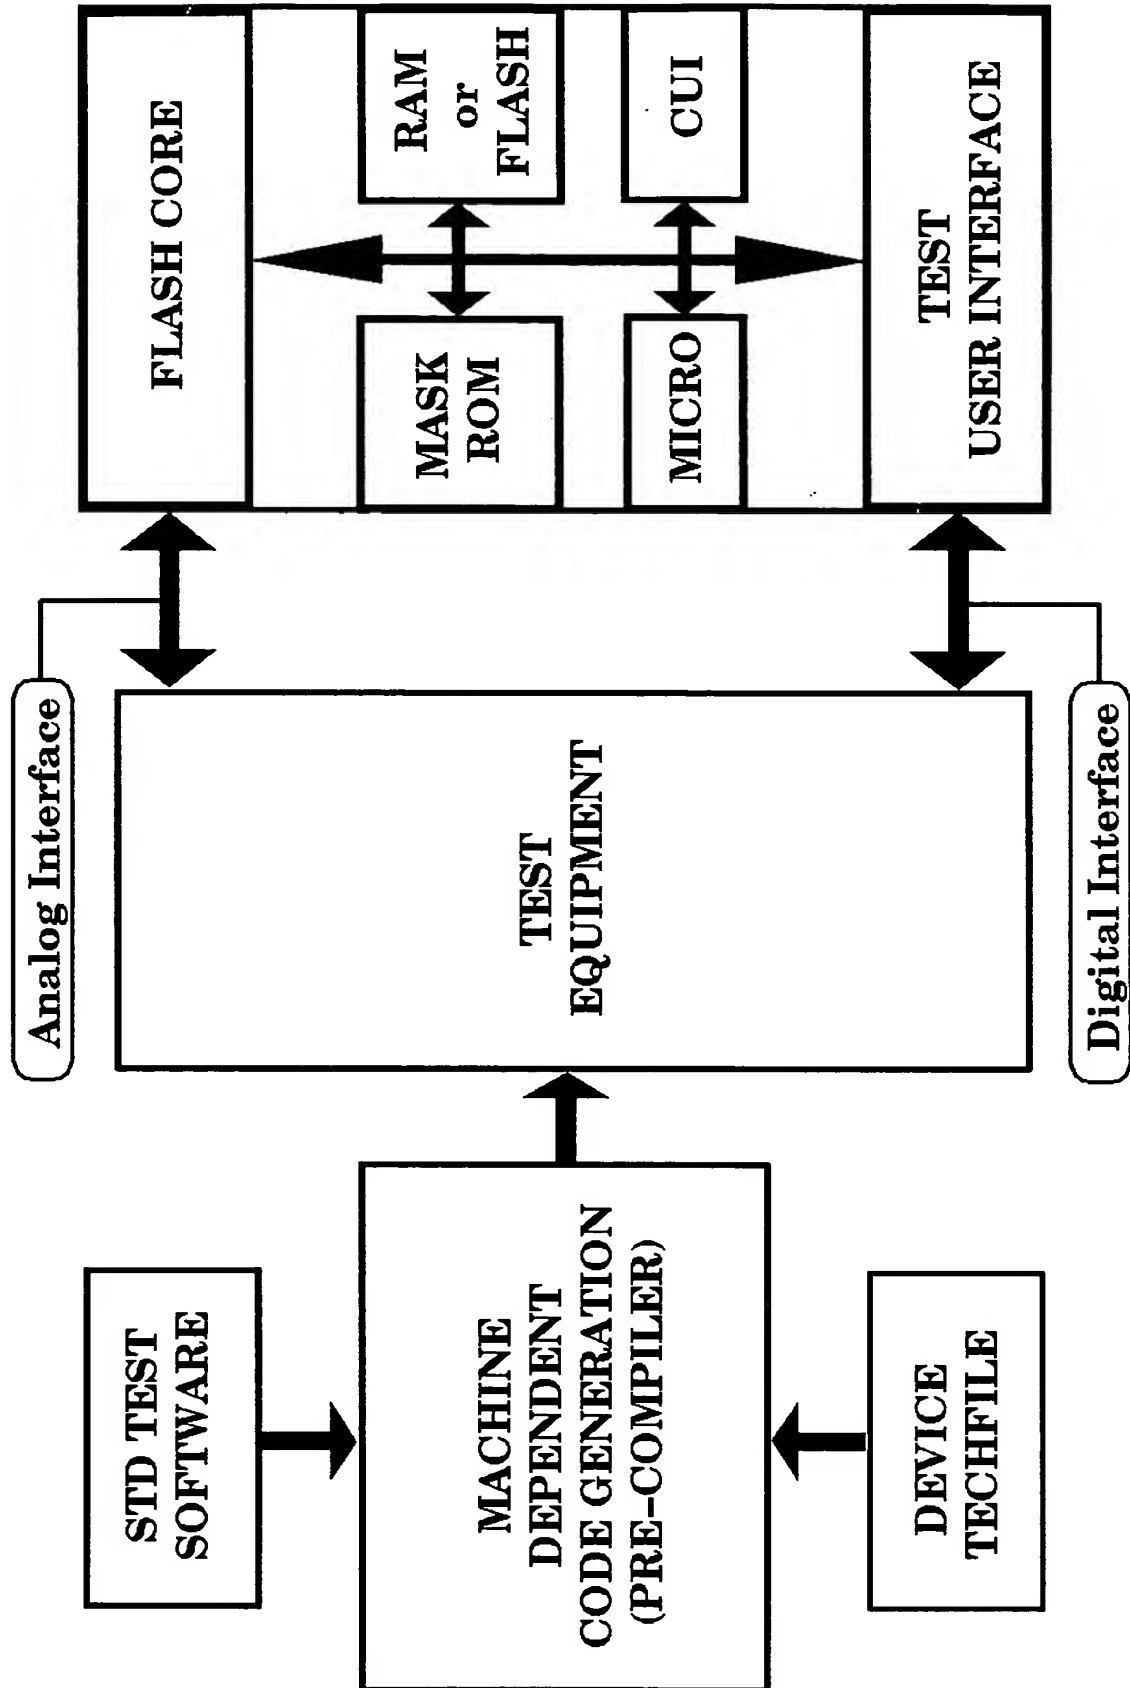 STD TEST
SOFTWARE
MACHINE
DEPENDENT
CODE GENERATION
(PRE-COMPILER)
DEVICE
TECHFILE
Analog Interface
TEST
EQUIPMENT
Digital Interface
FLASH CORE
MASK
ROM
RAM
or
FLASH
MICRO
CUI
TEST
USER INTERFACE